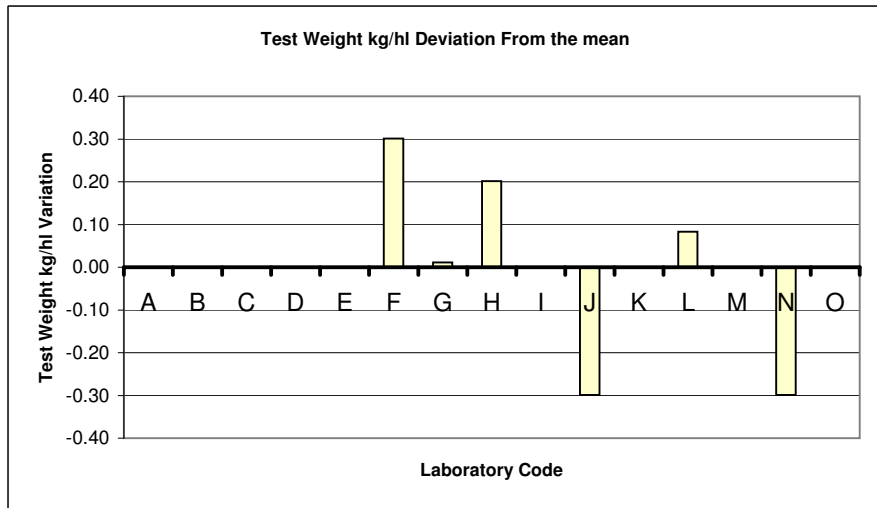 Test Weight kg/hl Deviation From the mean
0.40
0.30
0.20
0.10
0.00
-0.10
-0.20
-0.30
-0.40
Test Weight kg/hl Variation
A B C D E F G H I J K L M N O
Laboratory Code